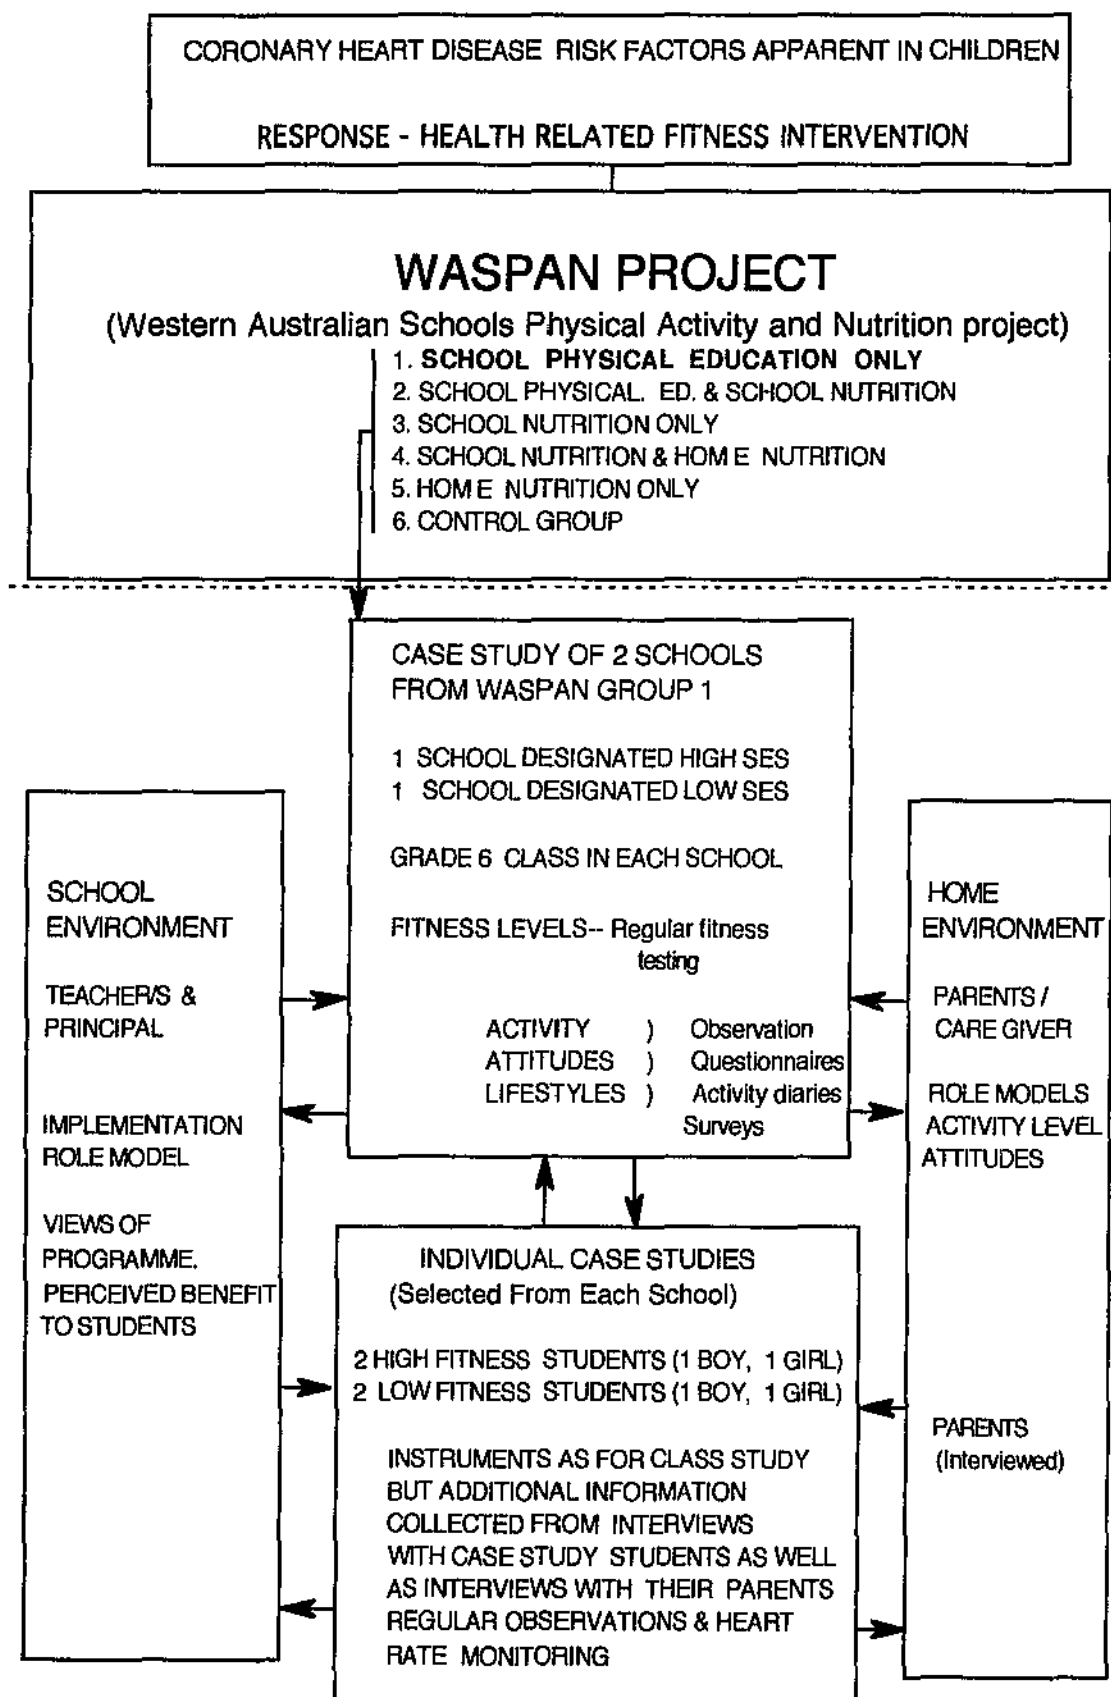 CORONARY HEART DISEASE RISK FACTORS APPARENT IN CHILDREN
RESPONSE - HEALTH RELATED FITNESS INTERVENTION
WASPAN PROJECT
(Western Australian Schools Physical Activity and Nutrition project)
1. SCHOOL PHYSICAL EDUCATION ONLY
2. SCHOOL PHYSICAL. ED. & SCHOOL NUTRITION
3. SCHOOL NUTRITION ONLY
4. SCHOOL NUTRITION & HOME NUTRITION
5. HOME NUTRITION ONLY
6. CONTROL GROUP
CASE STUDY OF 2 SCHOOLS
FROM WASPAN GROUP 1
1 SCHOOL DESIGNATED HIGH SES
1 SCHOOL DESIGNATED LOW SES
GRADE 6 CLASS IN EACH SCHOOL
FITNESS LEVELS-- Regular fitness
testing
ACTIVITY ) Observation
ATTITUDES ) Questionnaires
LIFESTYLES ) Activity diaries
Surveys
SCHOOL
ENVIRONMENT
TEACHER/S &
PRINCIPAL
IMPLEMENTATION
ROLE MODEL
VIEWS OF
PROGRAMME.
PERCEIVED BENEFIT
TO STUDENTS
HOME
ENVIRONMENT
PARENTS /
CARE GIVER
ROLE MODELS
ACTIVITY LEVEL
ATTITUDES
PARENTS
(Interviewed)
INDIVIDUAL CASE STUDIES
(Selected From Each School)
2 HIGH FITNESS STUDENTS (1 BOY, 1 GIRL)
2 LOW FITNESS STUDENTS (1 BOY, 1 GIRL)
INSTRUMENTS AS FOR CLASS STUDY
BUT ADDITIONAL INFORMATION
COLLECTED FROM INTERVIEWS
WITH CASE STUDY STUDENTS AS WELL
AS INTERVIEWS WITH THEIR PARENTS
REGULAR OBSERVATIONS & HEART
RATE MONITORING